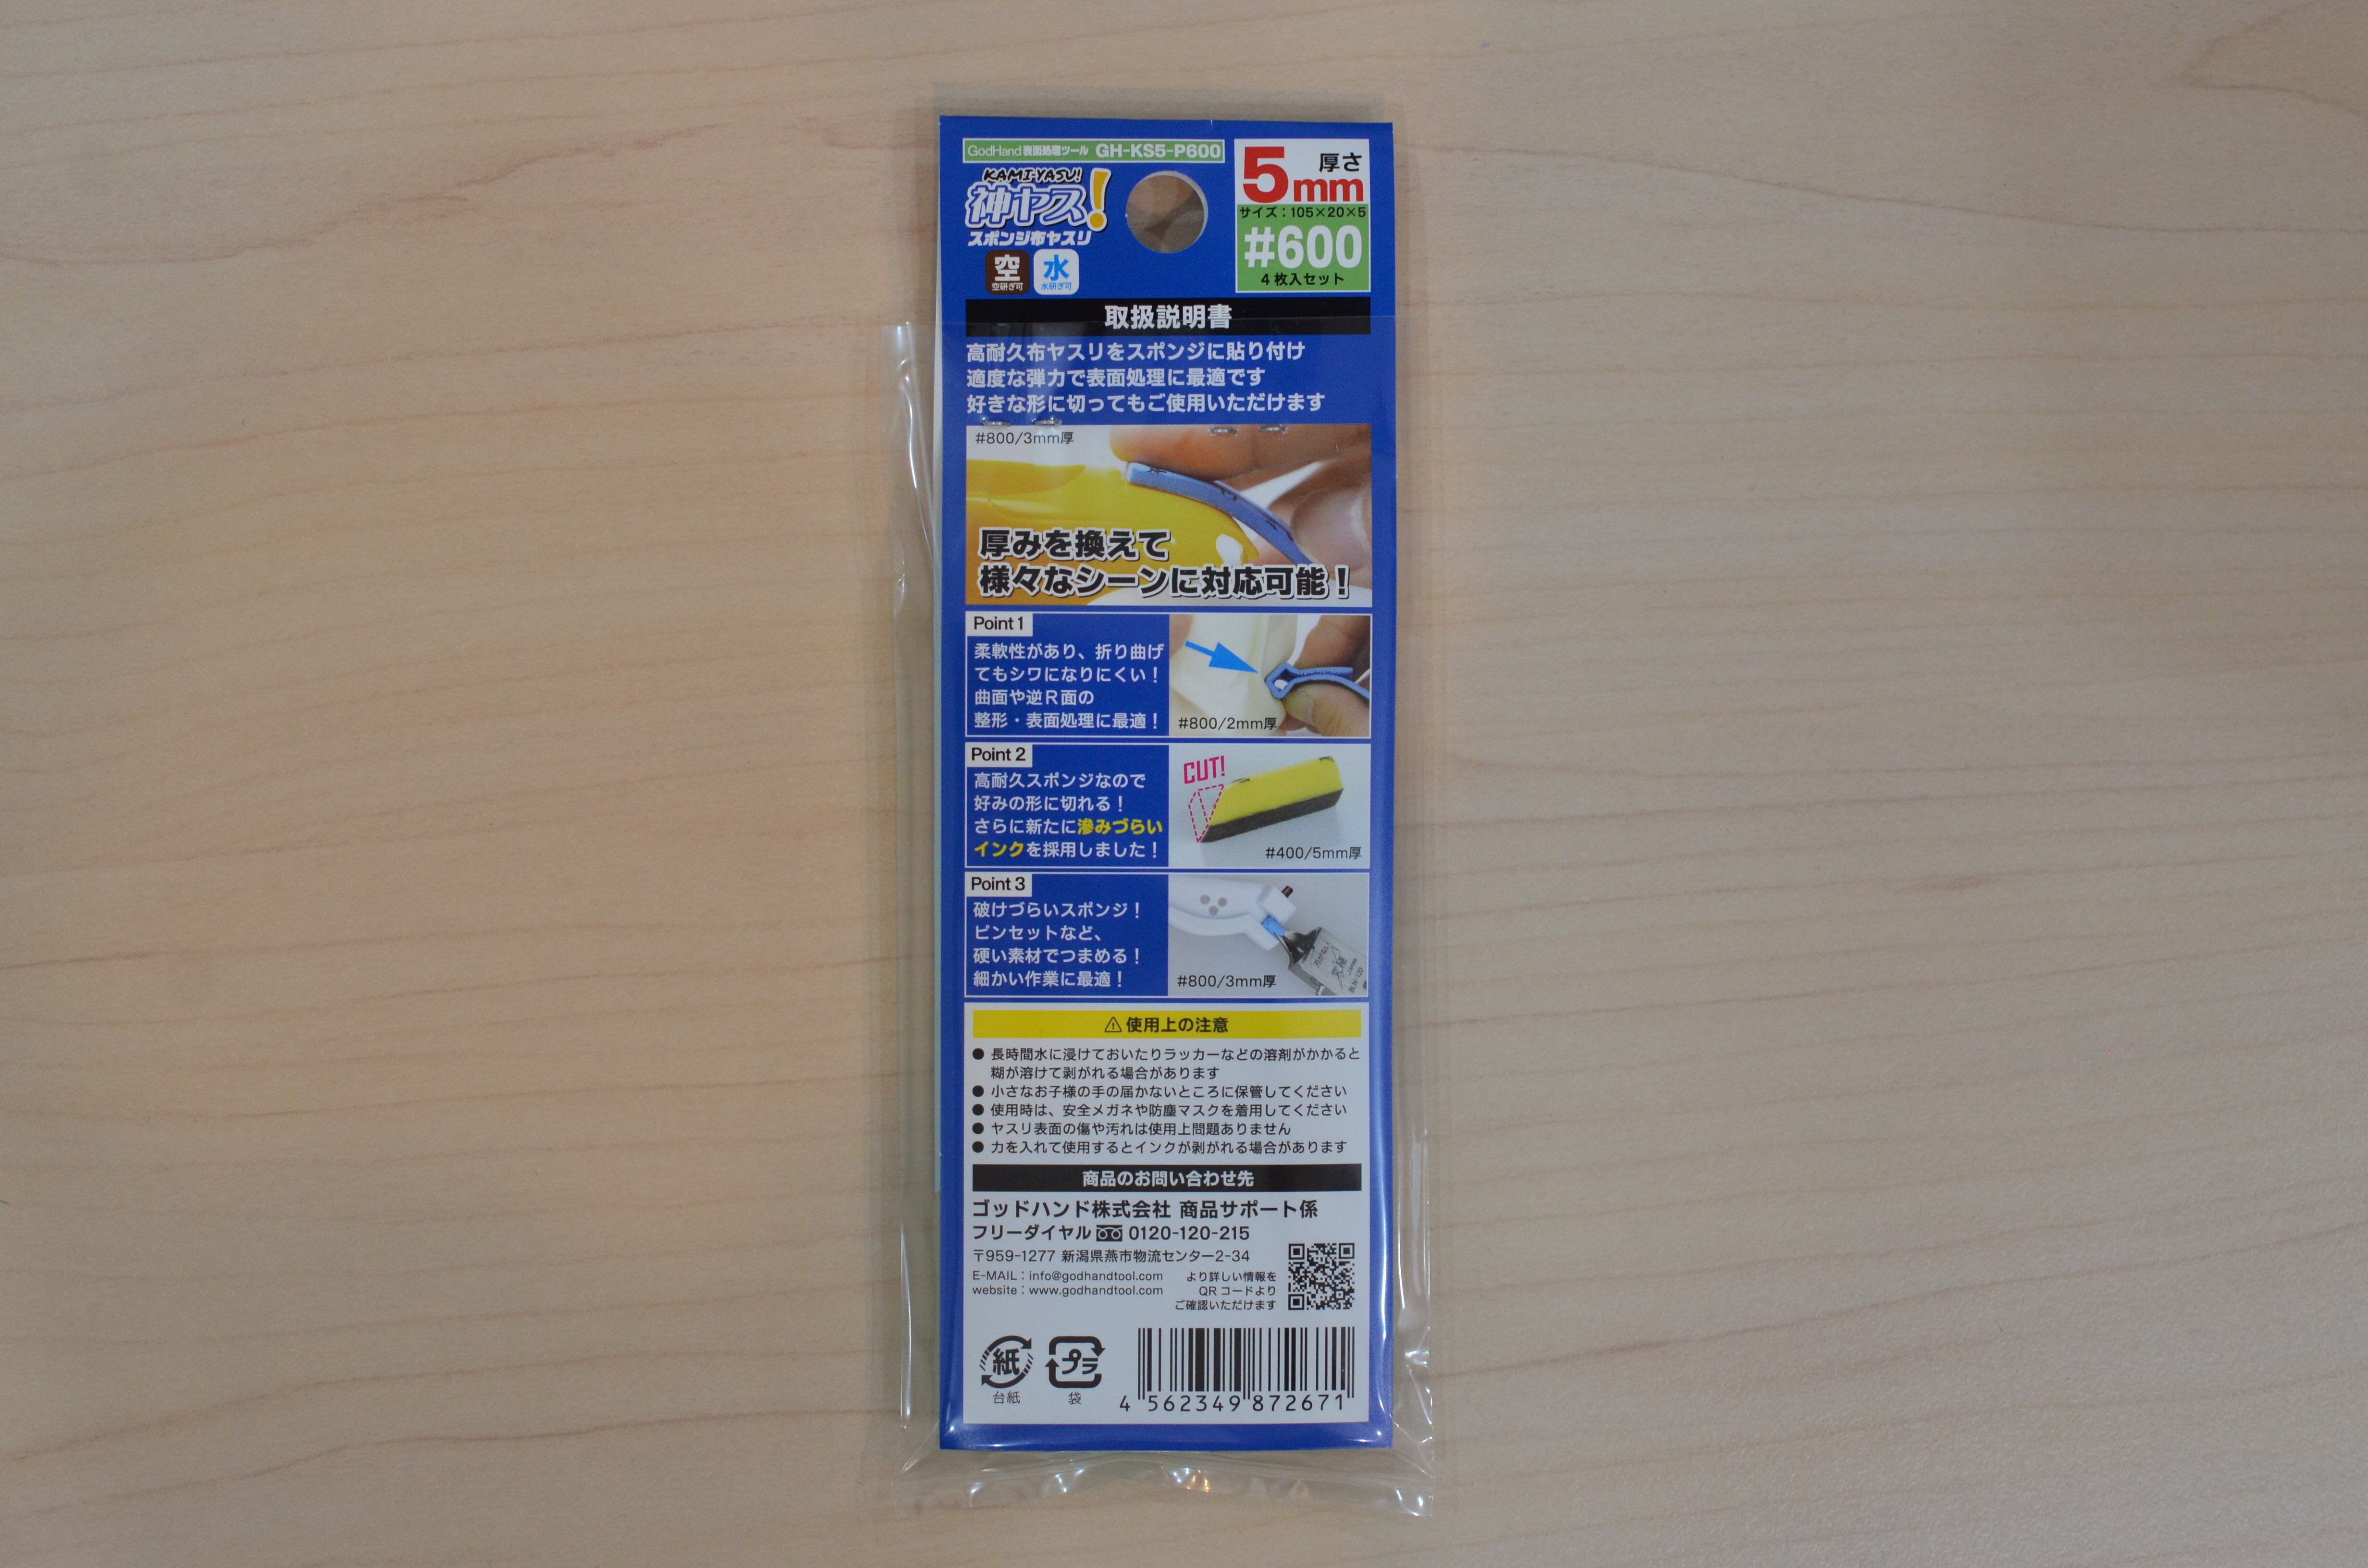 GodHand 表面処理ツール GH-KS5-P600
KAMI-YASU!
神ヤス!
スポンジ布ヤスリ
空
空研ぎ可
水
水研ぎ可
厚さ
5mm
サイズ：105×20×5
#600
4枚入セット
取扱説明書
高耐久布ヤスリをスポンジに貼り付け
適度な弾力で表面処理に最適です
好きな形に切ってもご使用いただけます
#800/3mm厚
厚みを換えて
様々なシーンに対応可能！
Point 1
柔軟性があり、折り曲げ
てもシワになりにくい！
曲面や逆R面の
整形・表面処理に最適！
#800/2mm厚
Point 2
高耐久スポンジなので
好みの形に切れる！
さらに新たに滲みづらい
インクを採用しました！
CUT!
#400/5mm厚
Point 3
破けづらいスポンジ！
ピンセットなど、
硬い素材でつまめる！
細かい作業に最適！
#800/3mm厚
⚠使用上の注意
● 長時間水に浸けておいたりラッカーなどの溶剤がかかると
糊が溶けて剥がれる場合があります
● 小さなお子様の手の届かないところに保管してください
● 使用時は、安全メガネや防塵マスクを着用してください
● ヤスリ表面の傷や汚れは使用上問題ありません
● 力を入れて使用するとインクが剥がれる場合があります
商品のお問い合わせ先
ゴッドハンド株式会社 商品サポート係
フリーダイヤル 0120-120-215
〒959-1277 新潟県燕市物流センター2-34
E-MAIL：info@godhandtool.com
website：www.godhandtool.com
より詳しい情報を
QRコードより
ご確認いただけます
紙
台紙
プラ
袋
4 562349 872671